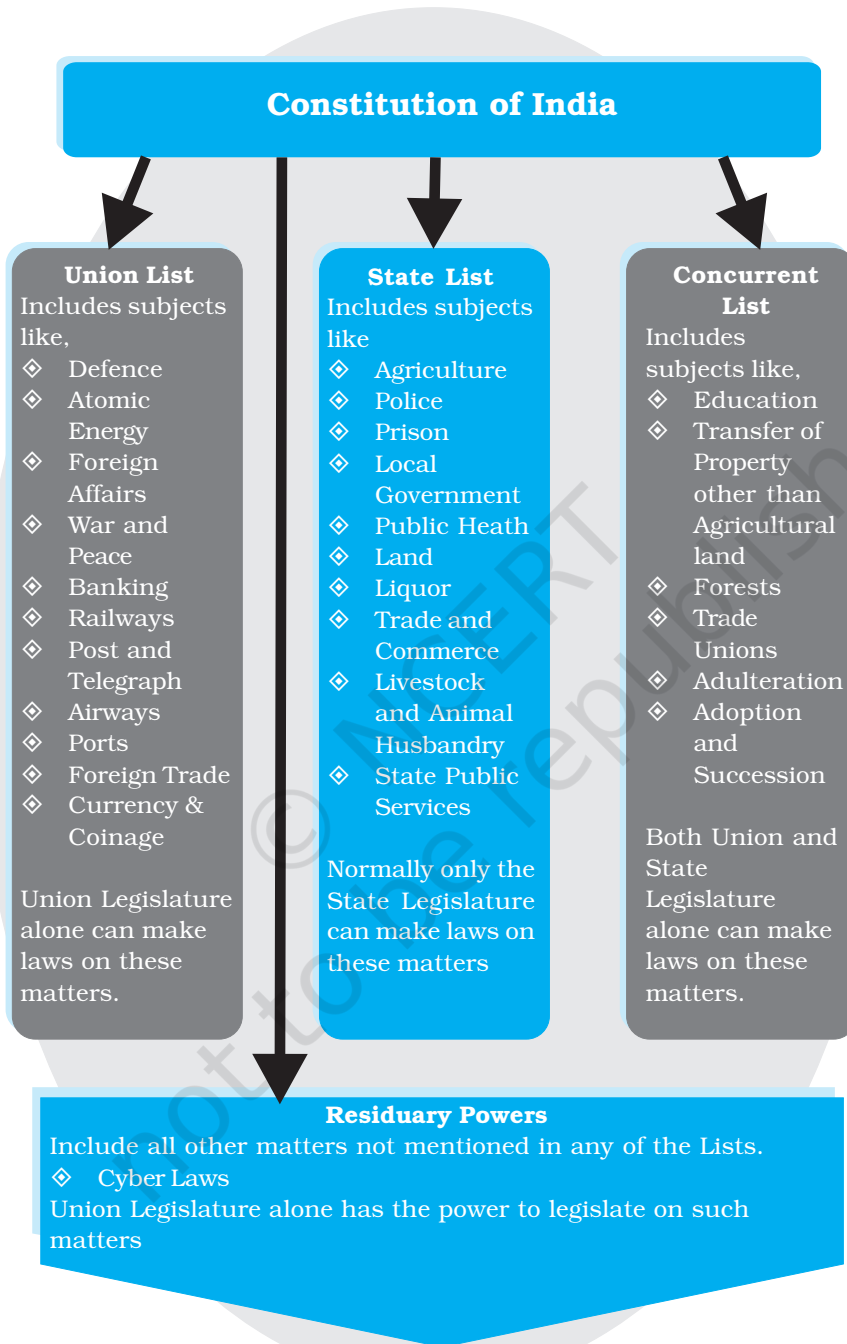 Constitution of India
Union List
Includes subjects
like,
Defence
Atomic
Energy
Foreign
Affairs
War and
Peace
Banking
Railways
Post and
Telegraph
Airways
Ports
Foreign Trade
Currency &
Coinage
Union Legislature
alone can make
laws on these
matters.
State List
Includes subjects
like
Agriculture
Police
Prison
Local
Government
Public Heath
Land
Liquor
Trade and
Commerce
Livestock
and Animal
Husbandry
State Public
Services
Normally only the
State Legislature
can make laws on
these matters
Concurrent
List
Includes
subjects like,
Education
Transfer of
Property
other than
Agricultural
land
Forests
Trade
Unions
Adulteration
Adoption
and
Succession
Both Union and
State
Legislature
alone can make
laws on these
matters.
Residuary Powers
Include all other matters not mentioned in any of the Lists.
Cyber Laws
Union Legislature alone has the power to legislate on such
matters
© NCERT
not to be republish